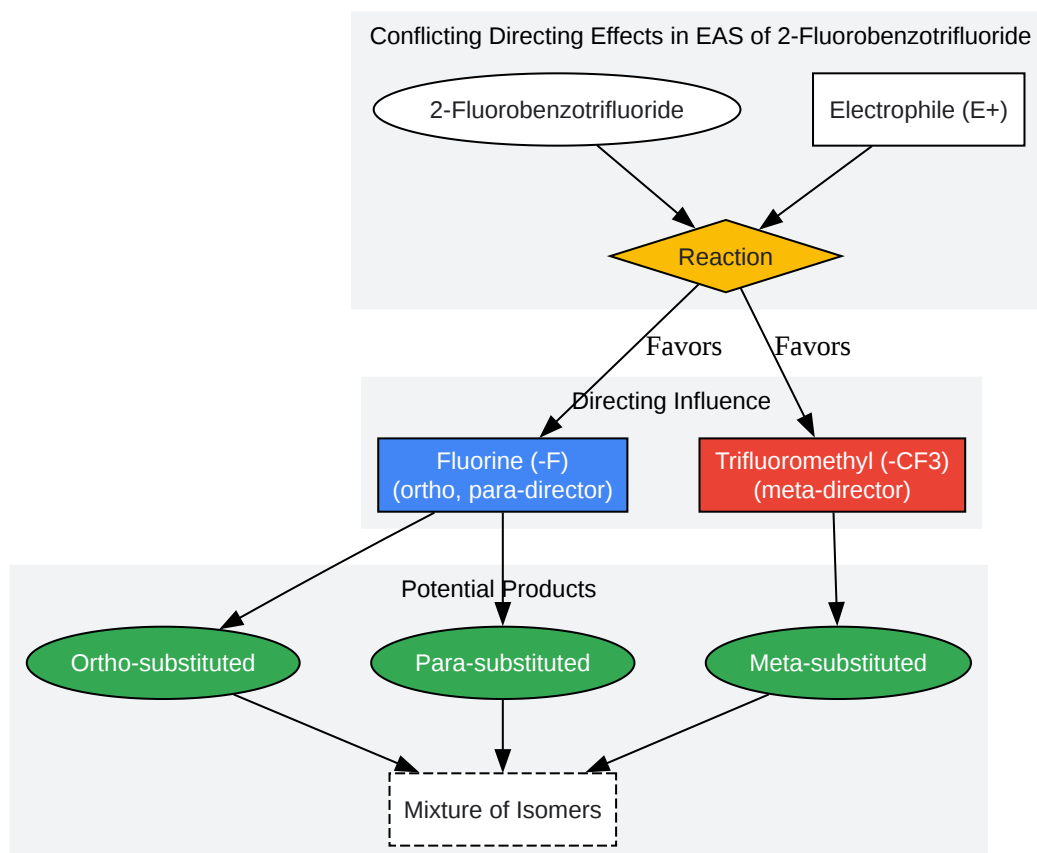 Conflicting Directing Effects in EAS of 2-Fluorobenzotrifluoride
2-Fluorobenzotrifluoride
Electrophile (E+)
Reaction
Favors
Favors
Directing Influence
Fluorine (-F)
(ortho, para-director)
Trifluoromethyl (-CF3)
(meta-director)
Potential Products
Ortho-substituted
Para-substituted
Meta-substituted
Mixture of Isomers